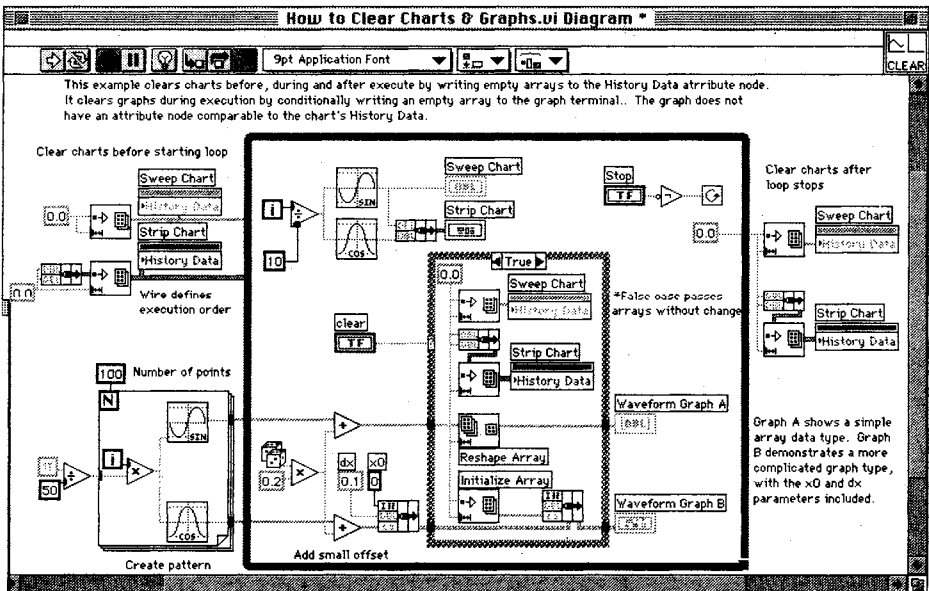 How to Clear Charts & Graphs.vi Diagram *
9pt Application Font
CLEAR
This example clears charts before, during and after execute by writing empty arrays to the History Data atrribute node.
It clears graphs during execution by conditionally writing an empty array to the graph terminal.. The graph does not
have an attribute node comparable to the chart's History Data.
Clear charts before starting loop
Sweep Chart
History Data
0.0
Strip Chart
History Data
0.0
Wire defines
execution order
i
10
SIN
COS
Sweep Chart
DBL
Strip Chart
Stop
TF
Clear charts after
loop stops
0.0
Sweep Chart
History Data
Strip Chart
History Data
True
0.0
Sweep Chart
History Data
Strip Chart
History Data
*False case passes
arrays without change
clear
TF
100
Number of points
N
i
SIN
COS
50
Create pattern
0.2
dx
0.1
x0
0
Add small offset
Reshape Array
Initialize Array
Waveform Graph A
[DBL]
Waveform Graph B
Graph A shows a simple
array data type. Graph
B demonstrates a more
complicated graph type,
with the x0 and dx
parameters included.